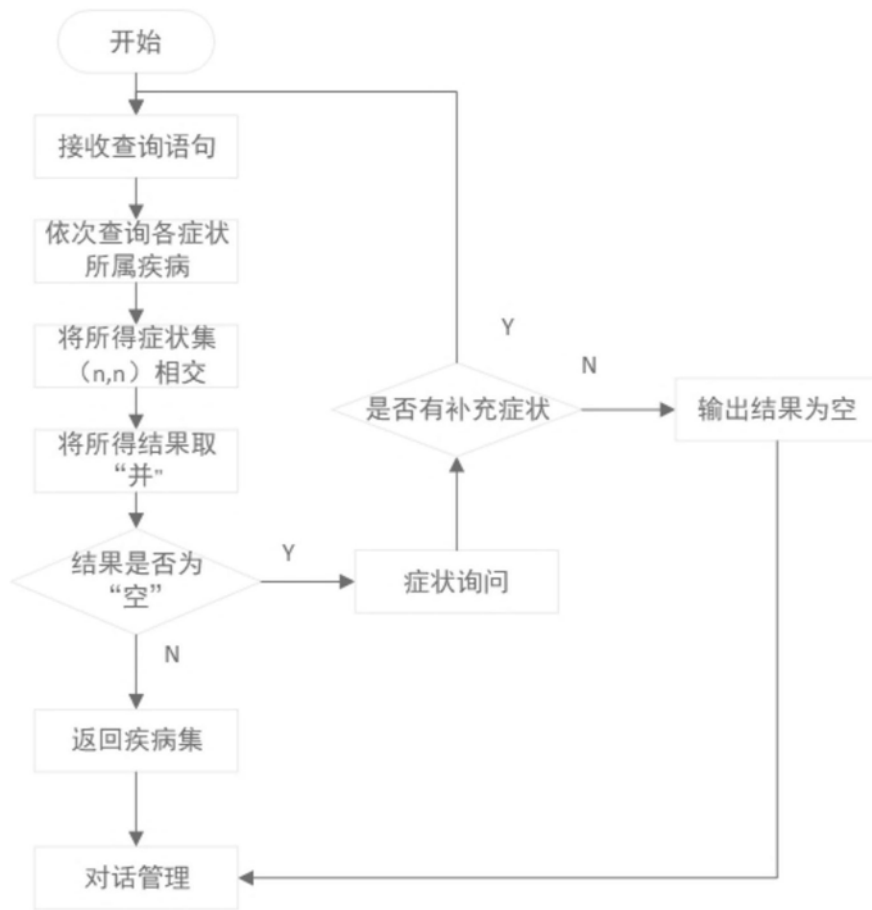 开始
接收查询语句
依次查询各症状
所属疾病
将所得症状集
（n,n）相交
将所得结果取
“并"
结果是否为
“空”
Y
症状询问
是否有补充症状
Y
N
输出结果为空
N
返回疾病集
对话管理